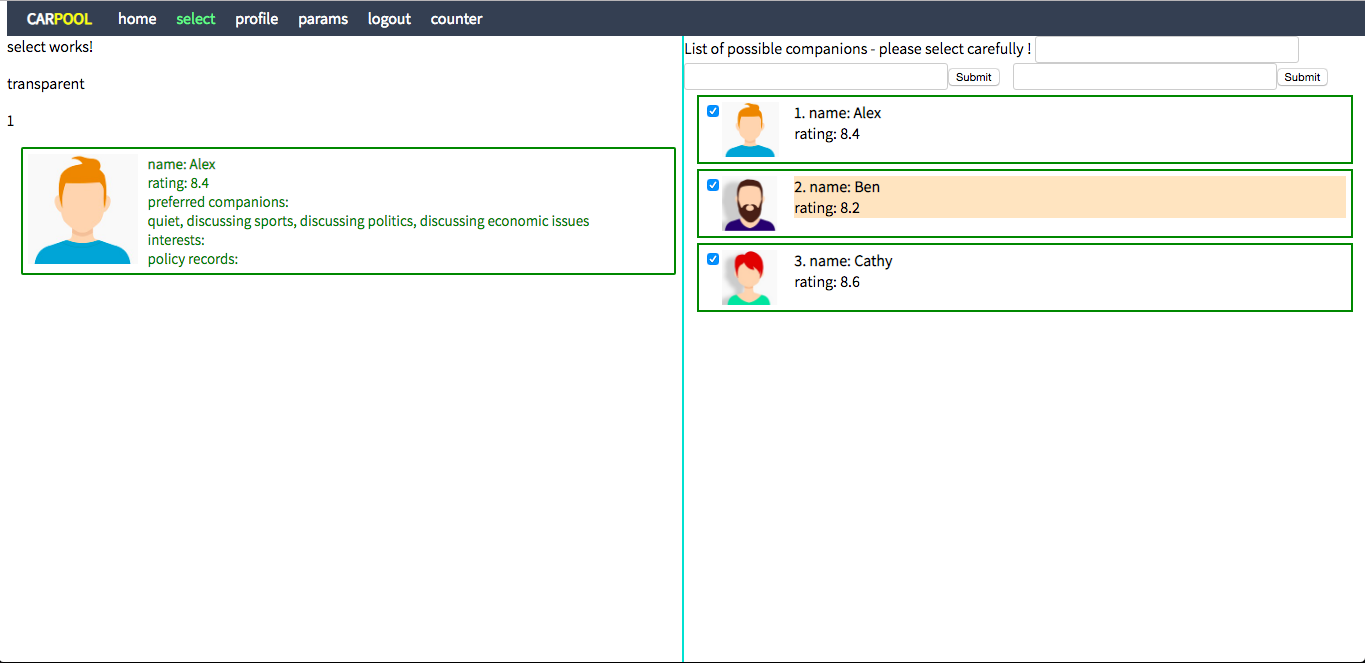 CARPOOL home select profile params logout counter
select works!
transparent
1
name: Alex
rating: 8.4
preferred companions:
quiet, discussing sports, discussing politics, discussing economic issues
interests:
policy records:
List of possible companions - please select carefully !
Submit Submit
1. name: Alex
rating: 8.4
2. name: Ben
rating: 8.2
3. name: Cathy
rating: 8.6